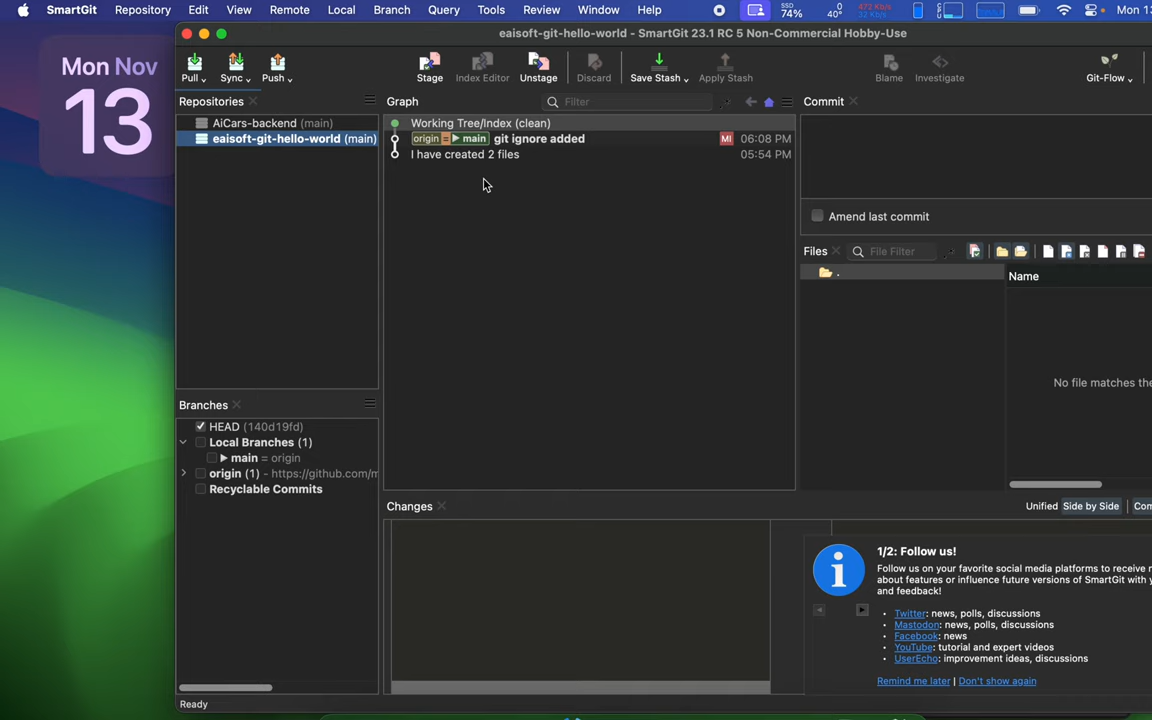 SmartGit Repository Edit View Remote Local Branch Query Tools Review Window Help SSD 74% 0 40° 472 Kb/s 32 Kb/s Mon 13
eaisoft-git-hello-world - SmartGit 23.1 RC 5 Non-Commercial Hobby-Use
Mon Nov
13
Pull Sync Push Stage Index Editor Unstage Discard Save Stash Apply Stash Blame Investigate Git-Flow
Repositories Graph Filter Commit
AiCars-backend (main)
eaisoft-git-hello-world (main)
Working Tree/Index (clean)
origin = main git ignore added MI 06:08 PM
I have created 2 files 05:54 PM
Amend last commit
Files File Filter
.
Name
No file matches the
Branches
HEAD (140d19fd)
Local Branches (1)
main = origin
origin (1) - https://github.com/m
Recyclable Commits
Changes Unified Side by Side Com
1/2: Follow us!
Follow us on your favorite social media platforms to receive
about features or influence future versions of SmartGit with
and feedback!
• Twitter: news, polls, discussions
• Mastodon: news, polls, discussions
• Facebook: news
• YouTube: tutorial and expert videos
• UserEcho: improvement ideas, discussions
Remind me later | Don't show again
Ready